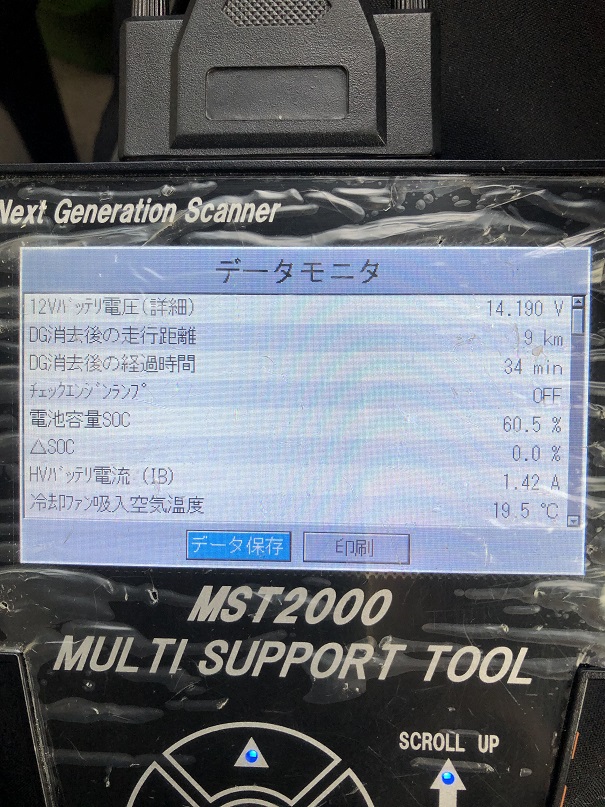 Next Generation Scanner
データモニタ
12Vﾊﾞｯﾃﾘ電圧(詳細) 14.190 V
DG消去後の走行距離 9 km
DG消去後の経過時間 34 min
ﾁｪｯｸｴﾝｼﾞﾝﾗﾝﾌﾟ OFF
電池容量SOC 60.5 %
△SOC 0.0 %
HVﾊﾞｯﾃﾘ電流 (IB) 1.42 A
冷却ﾌｧﾝ吸入空気温度 19.5 ℃
データ保存 印刷
MST2000
MULTI SUPPORT TOOL
SCROLL UP